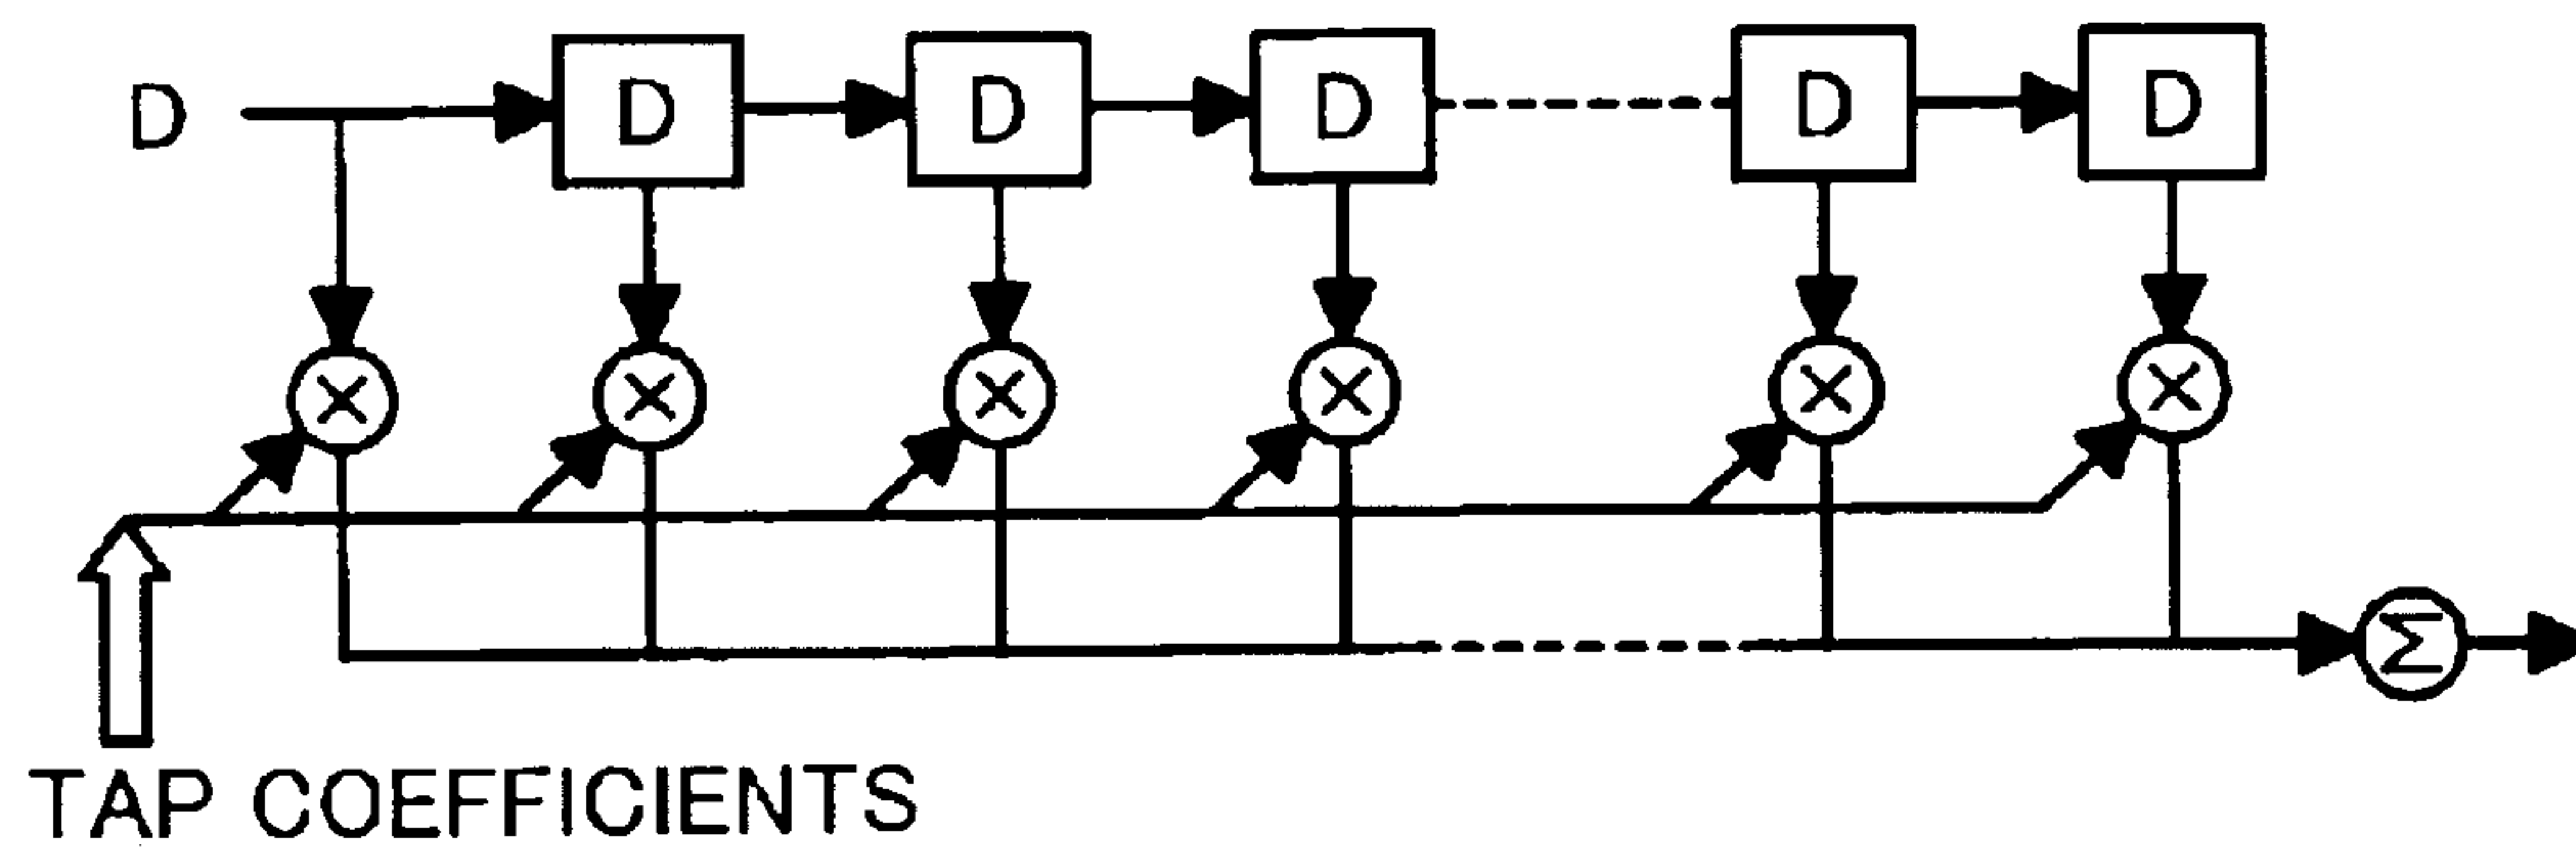 D D D D D D
× × × × × ×
Σ
TAP COEFFICIENTS